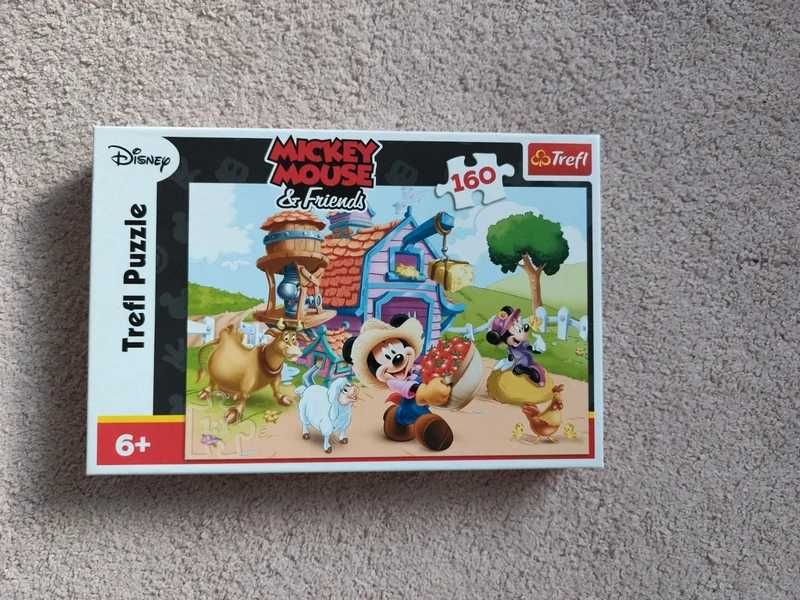 Disney
MICKEY
MOUSE
& Friends
160
Trefl
Trefl Puzzle
6+